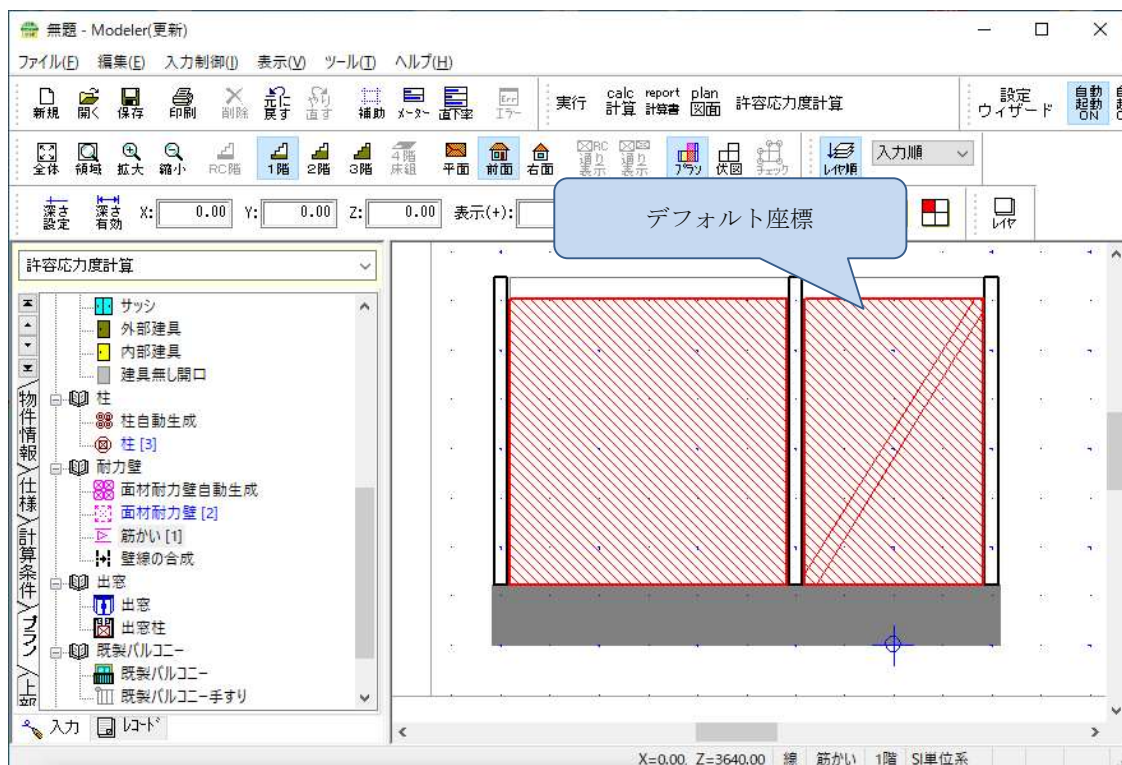 無題 - Modeler(更新)
ファイル(F) 編集(E) 入力制御(I) 表示(V) ツール(T) ヘルプ(H)
新規 開く 保存 印刷 削除 元に戻す やり直す 補助 メーター 直下率 Err エラー 実行 calc 計算 report 計算書 plan 図面 許容応力度計算 設定ウィザード 自動起動ON
全体 領域 拡大 縮小 RC階 1階 2階 3階 4階床組 平面 前面 右面 RC通り表示 通り表示 プラン 伏図 チェック レイヤ順 入力順
深さ設定 深さ有効 X: 0.00 Y: 0.00 Z: 0.00 表示(+): レイヤ
デフォルト座標
許容応力度計算
サッシ
外部建具
内部建具
建具無し開口
柱
柱自動生成
柱 [3]
耐力壁
面材耐力壁自動生成
面材耐力壁 [2]
筋かい [1]
壁線の合成
出窓
出窓
出窓柱
既製バルコニー
既製バルコニー
既製バルコニー手すり
物件情報
仕様
計算条件
プラン
上部
入力 レコード
X=0.00, Z=3640.00 線 筋かい 1階 SI単位系